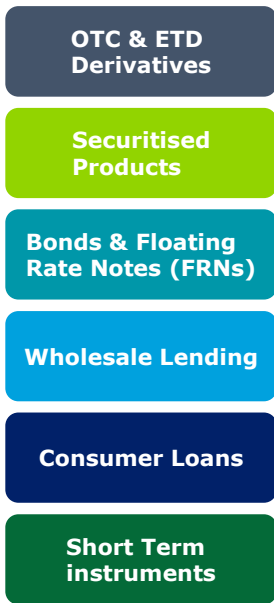 OTC & ETD
Derivatives
Securitised
Products
Bonds & Floating
Rate Notes (FRNs)
Wholesale Lending
Consumer Loans
Short Term
instruments